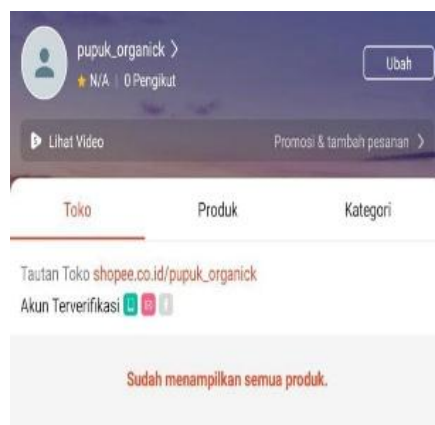 pupuk_organick >
N/A | 0 Pengikut
Ubah
Lihat Video
Promosi & tambah pesanan >
Toko
Produk
Kategori
Tautan Toko shopee.co.id/pupuk_organick
Akun Terverifikasi
Sudah menampilkan semua produk.